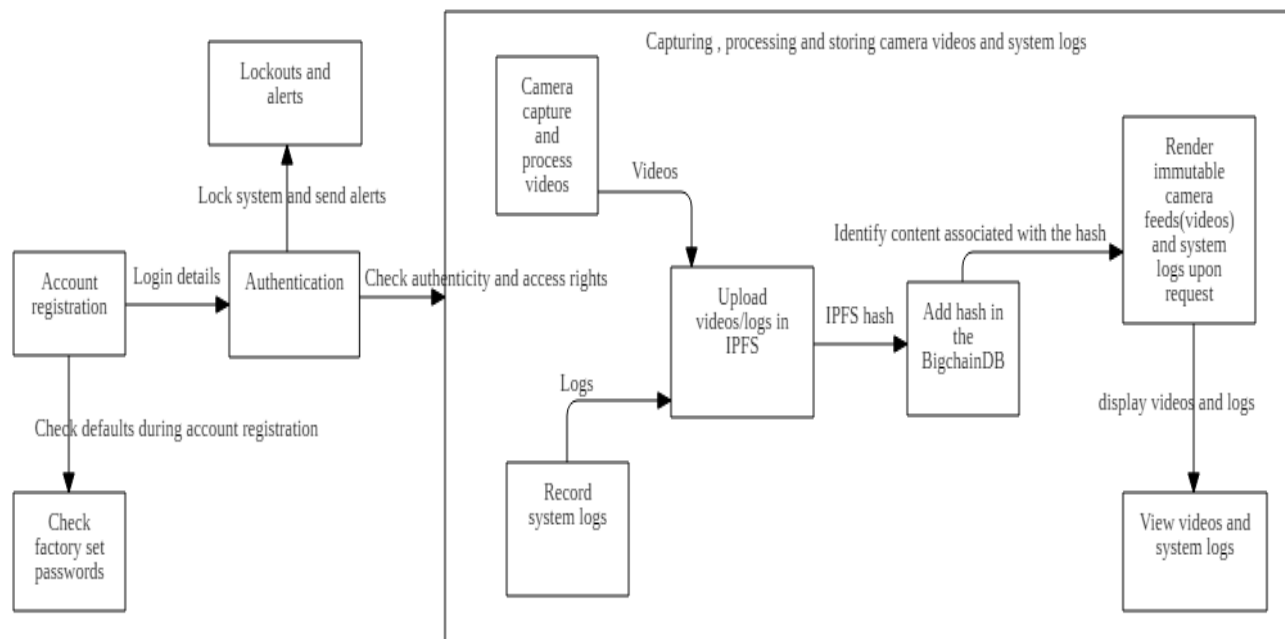 Capturing , processing and storing camera videos and system logs
Lockouts and
alerts
Lock system and send alerts
Account
registration
Login details
Authentication
Check authenticity and access rights
Check defaults during account registration
Check
factory set
passwords
Camera
capture
and
process
videos
Videos
Logs
Record
system logs
Upload
videos/logs in
IPFS
IPFS hash
Add hash in
the
BigchainDB
Identify content associated with the hash
Render
immutable
camera
feeds(videos)
and system
logs upon
request
display videos and logs
View videos and
system logs